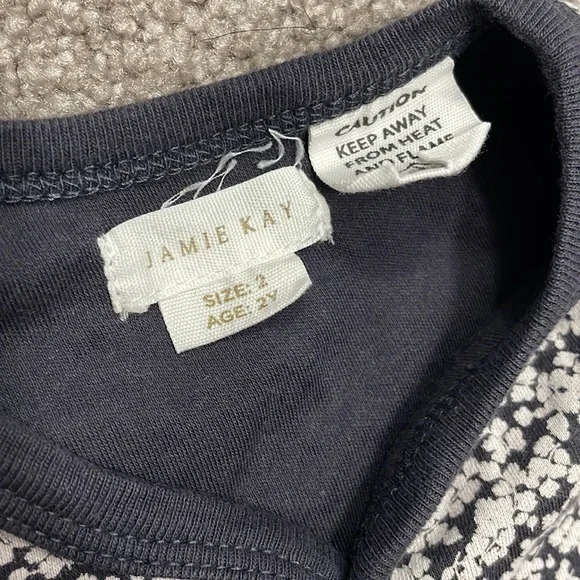 CAUTION
KEEP AWAY
FROM HEAT
AND FLAME
JAMIE KAY
SIZE: 2
AGE: 2Y